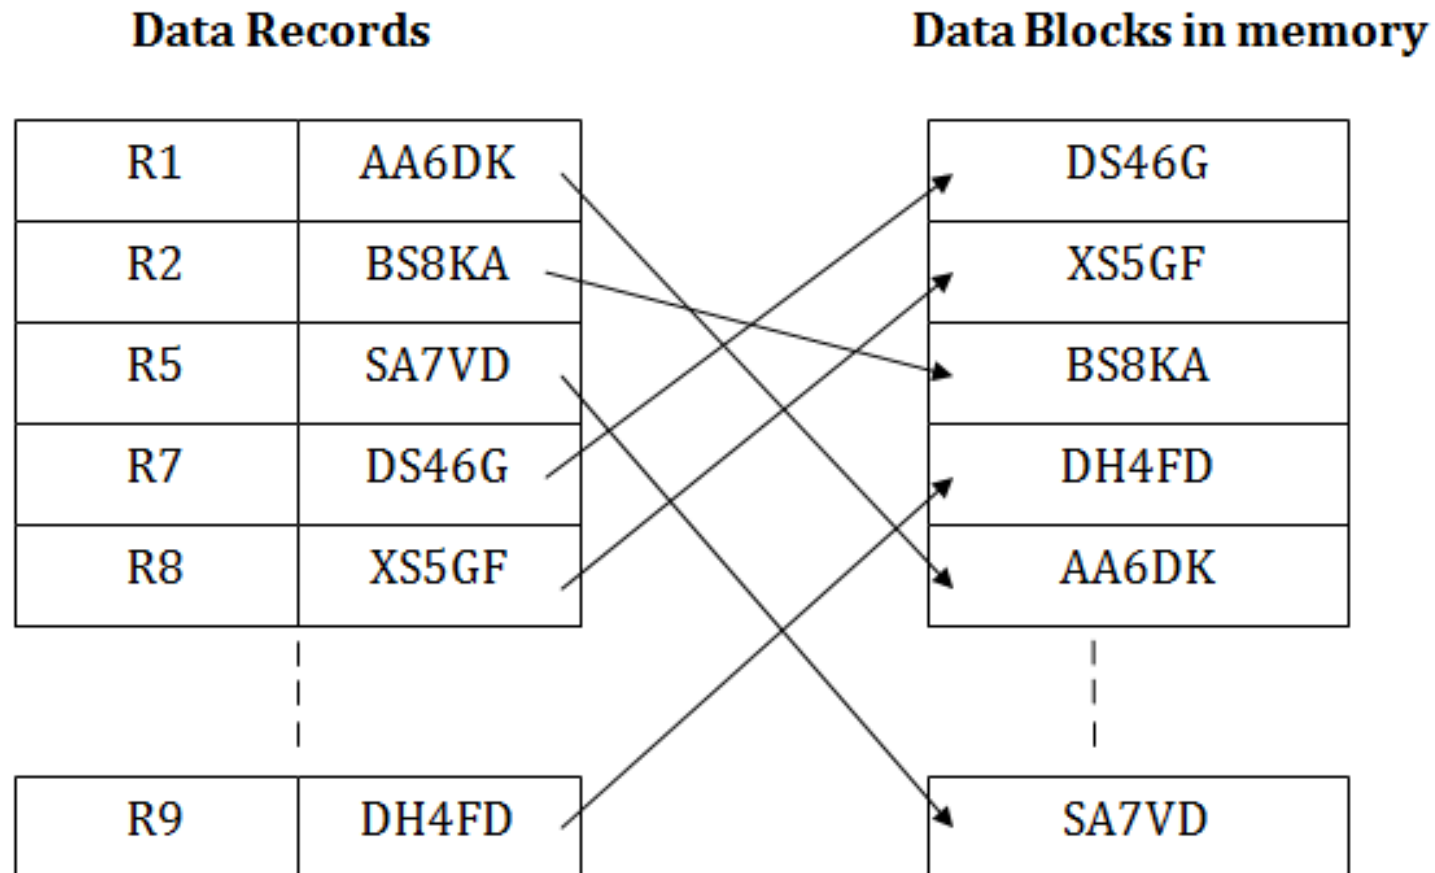 Data Records Data Blocks in memory
R1 AA6DK DS46G
R2 BS8KA XS5GF
R5 SA7VD BS8KA
R7 DS46G DH4FD
R8 XS5GF AA6DK
R9 DH4FD SA7VD